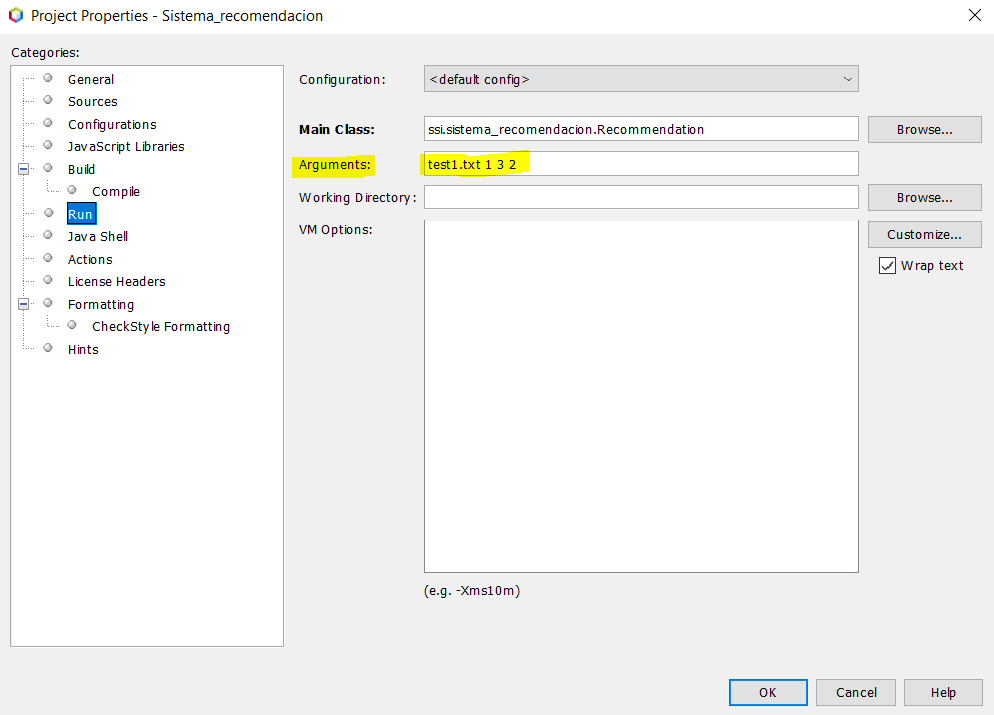 Project Properties - Sistema_recomendacion
Categories:
General
Sources
Configurations
JavaScript Libraries
Build
Compile
Run
Java Shell
Actions
License Headers
Formatting
CheckStyle Formatting
Hints
Configuration: <default config>
Main Class: ssi.sistema_recomendacion.Recommendation Browse...
Arguments: test1.txt 1 3 2
Working Directory: Browse...
VM Options: Customize...
Wrap text
(e.g. -Xms10m)
OK Cancel Help